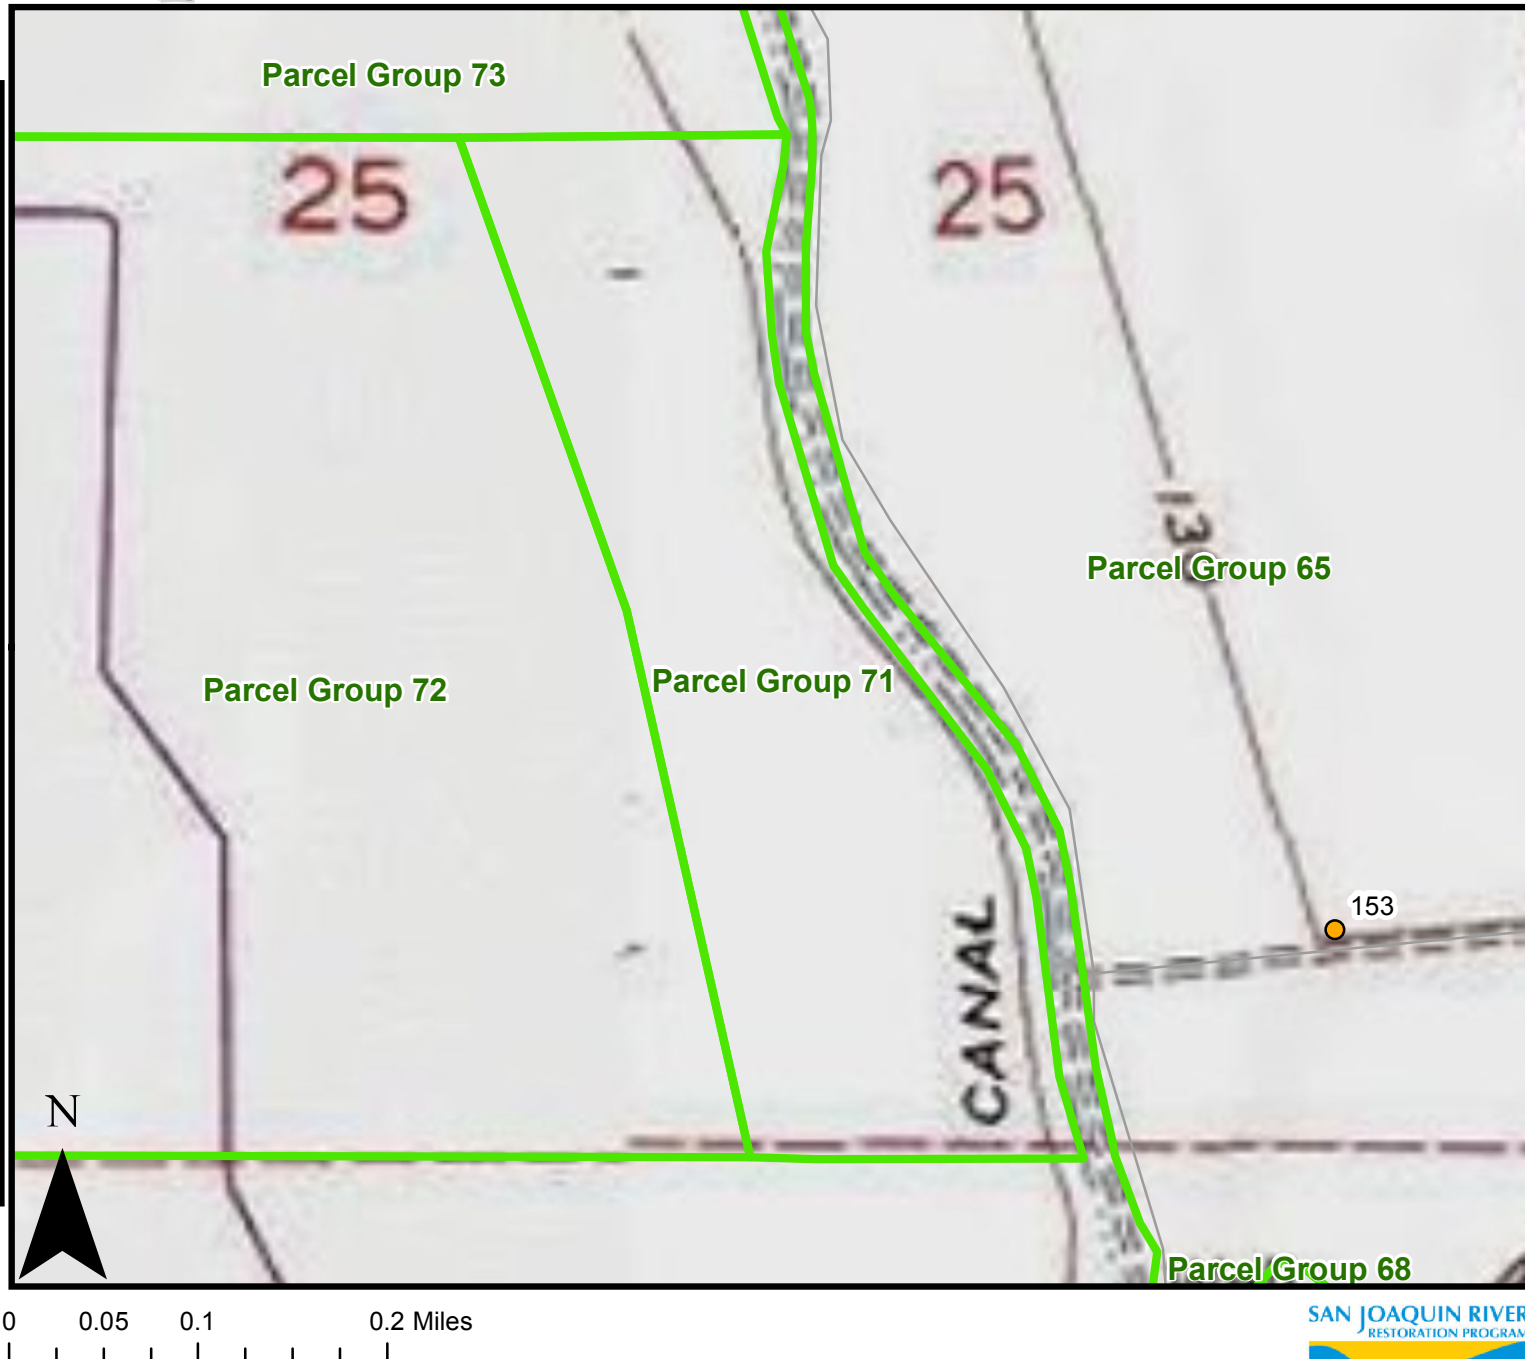 Parcel Group 73
25
25
Parcel Group 65
Parcel Group 72
Parcel Group 71
153
CANAL
N
Parcel Group 68
0 0.05 0.1 0.2 Miles
SAN JOAQUIN RIVER
RESTORATION PROGRAM